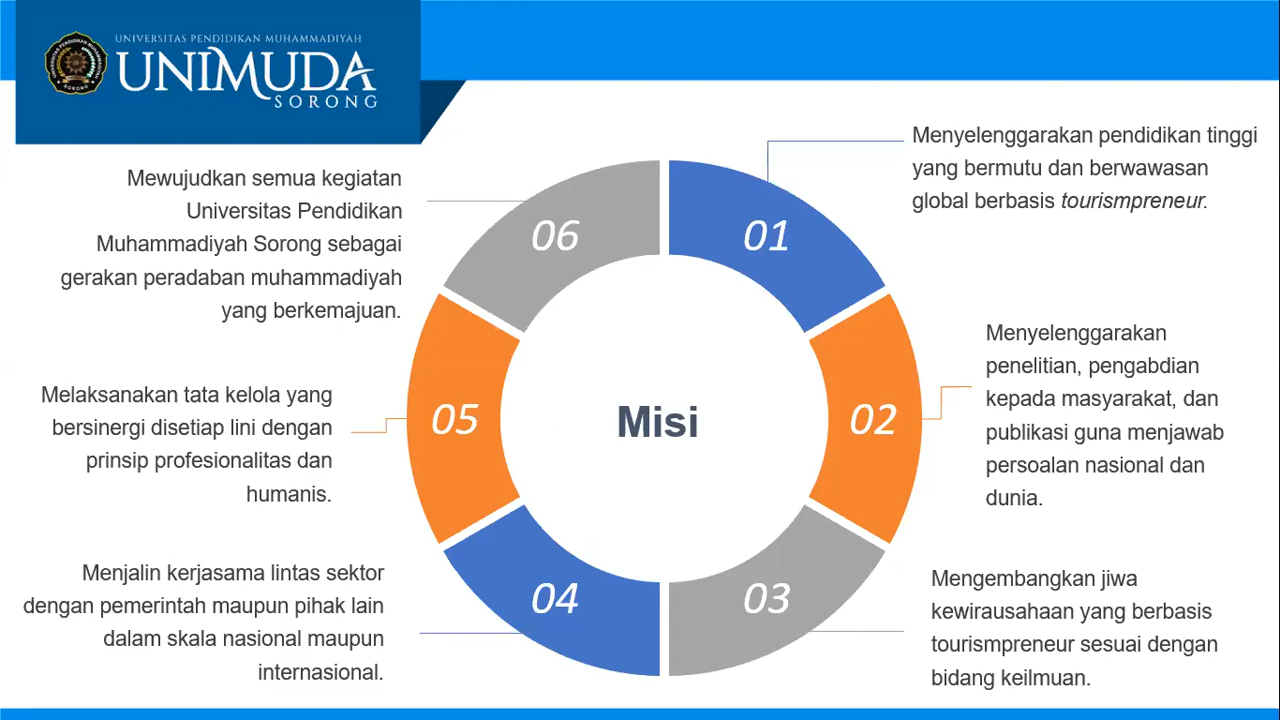 UNIVERSITAS PENDIDIKAN MUHAMMADIYAH
UNIMUDA
SORONG
Menyelenggarakan pendidikan tinggi
yang bermutu dan berwawasan
global berbasis tourismpreneur.
01
Menyelenggarakan
penelitian, pengabdian
kepada masyarakat, dan
publikasi guna menjawab
persoalan nasional dan
dunia.
02
Mengembangkan jiwa
kewirausahaan yang berbasis
tourismpreneur sesuai dengan
bidang keilmuan.
03
Menjalin kerjasama lintas sektor
dengan pemerintah maupun pihak lain
dalam skala nasional maupun
internasional.
04
Melaksanakan tata kelola yang
bersinergi disetiap lini dengan
prinsip profesionalitas dan
humanis.
05
Mewujudkan semua kegiatan
Universitas Pendidikan
Muhammadiyah Sorong sebagai
gerakan peradaban muhammadiyah
yang berkemajuan.
06
Misi